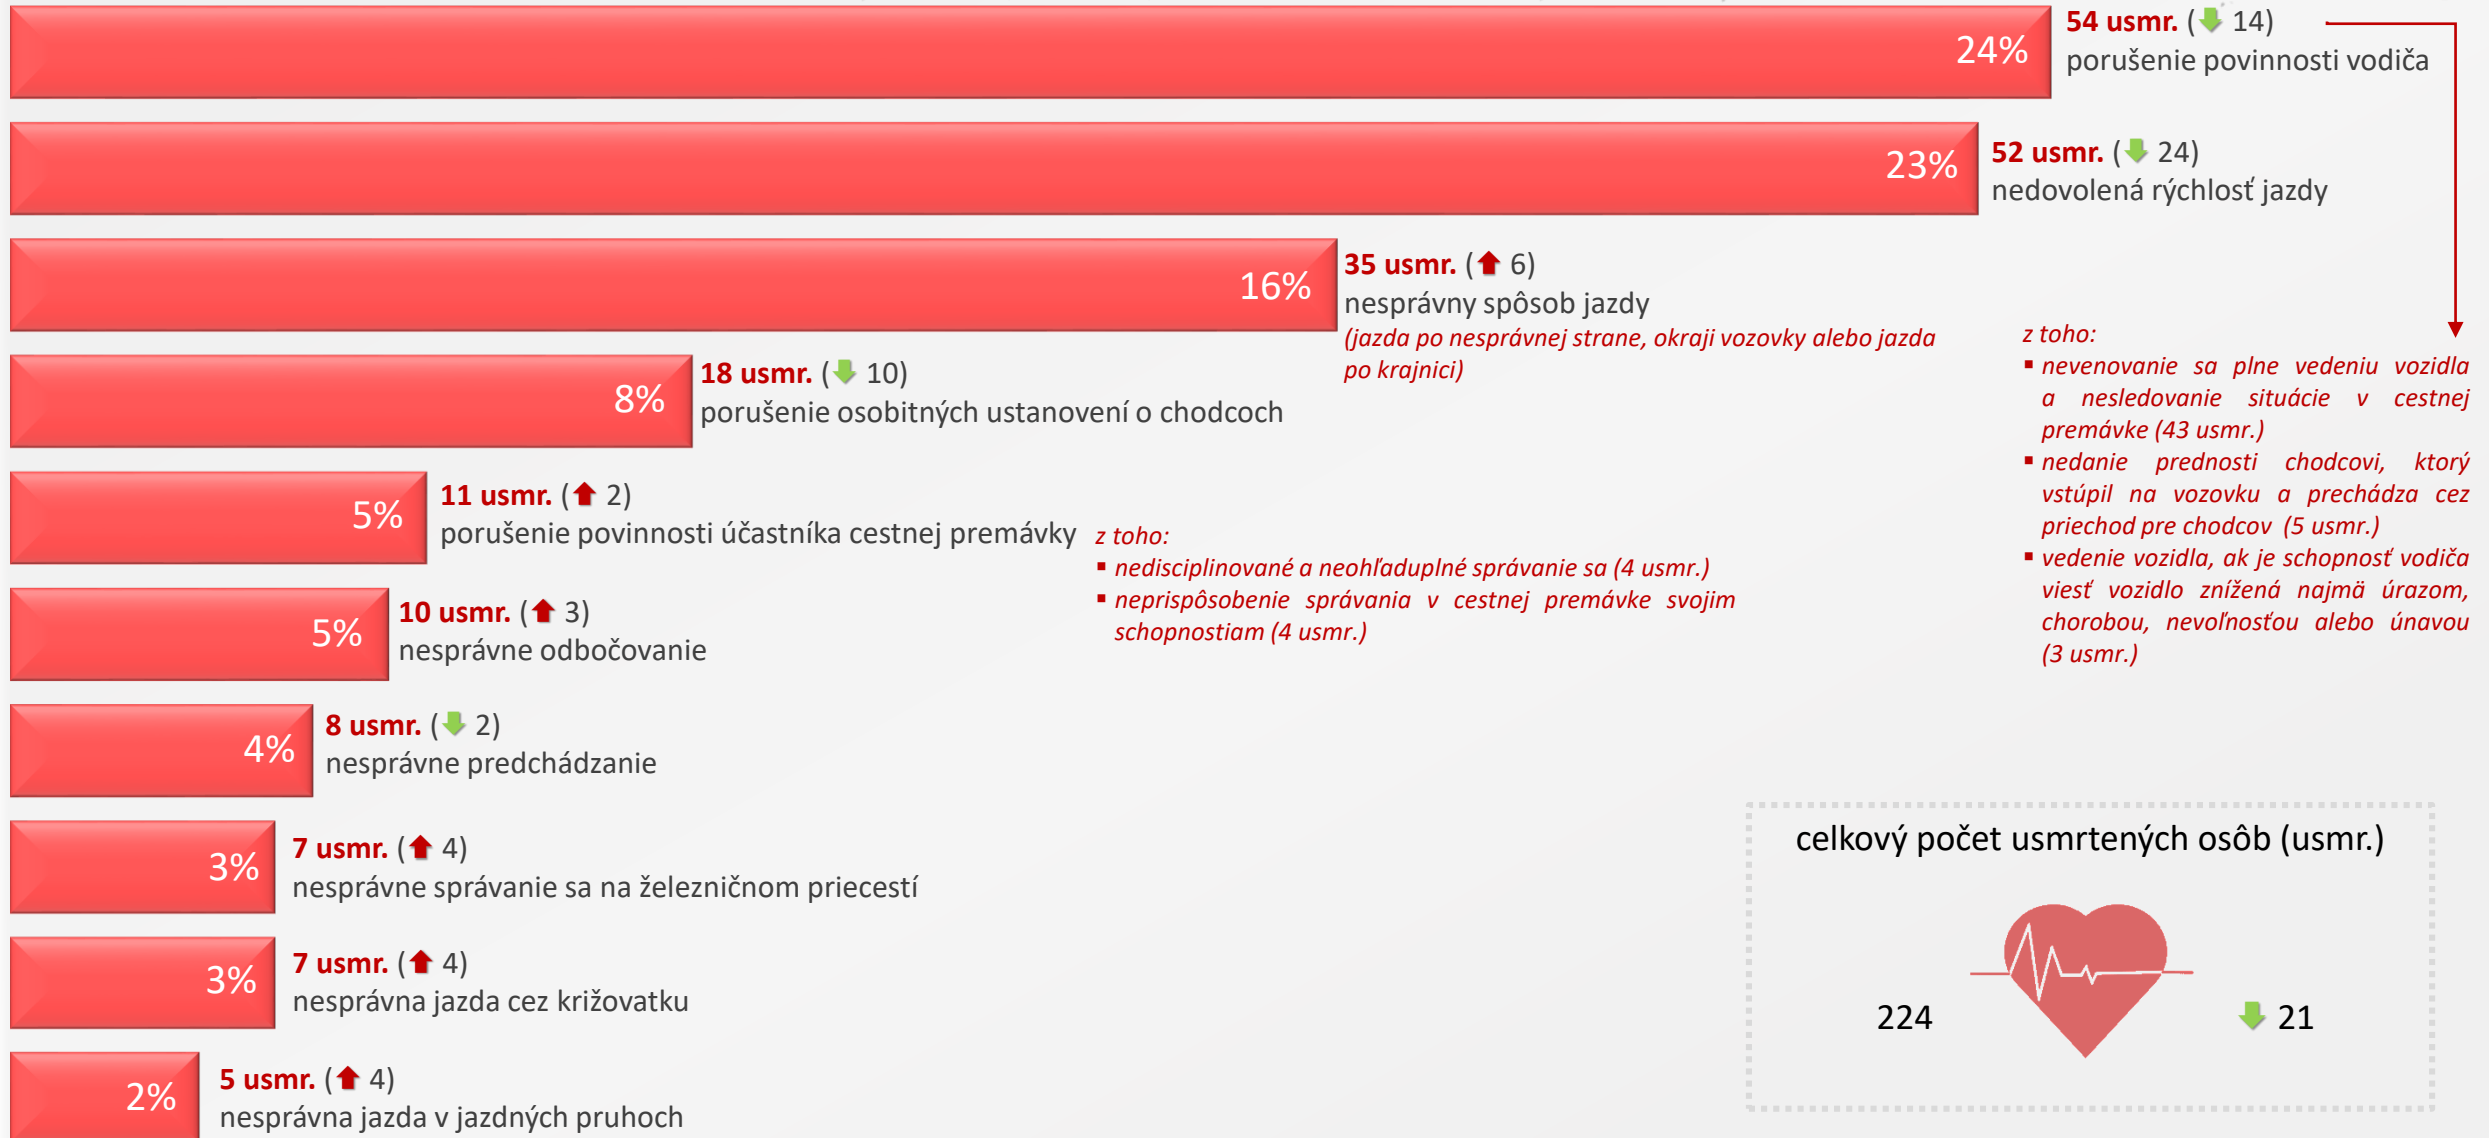 24%
54 usmr. (↓ 14)
porušenie povinnosti vodiča
23%
52 usmr. (↓ 24)
nedovolená rýchlosť jazdy
16%
35 usmr. (↑ 6)
nesprávny spôsob jazdy
(jazda po nesprávnej strane, okraji vozovky alebo jazda
po krajnici)
z toho:
▪ nevenovanie sa plne vedeniu vozidla
a nesledovanie situácie v cestnej
premávke (43 usmr.)
▪ nedanie prednosti chodcovi, ktorý
vstúpil na vozovku a prechádza cez
priechod pre chodcov (5 usmr.)
▪ vedenie vozidla, ak je schopnosť vodiča
viesť vozidlo znížená najmä úrazom,
chorobou, nevoľnosťou alebo únavou
(3 usmr.)
8%
18 usmr. (↓ 10)
porušenie osobitných ustanovení o chodcoch
5%
11 usmr. (↑ 2)
porušenie povinnosti účastníka cestnej premávky
z toho:
▪ nedisciplinované a neohľaduplné správanie sa (4 usmr.)
▪ neprispôsobenie správania v cestnej premávke svojim
schopnostiam (4 usmr.)
5%
10 usmr. (↑ 3)
nesprávne odbočovanie
4%
8 usmr. (↓ 2)
nesprávne predchádzanie
3%
7 usmr. (↑ 4)
nesprávne správanie sa na železničnom priecestí
3%
7 usmr. (↑ 4)
nesprávna jazda cez križovatku
2%
5 usmr. (↑ 4)
nesprávna jazda v jazdných pruhoch
celkový počet usmrtených osôb (usmr.)
224
↓ 21